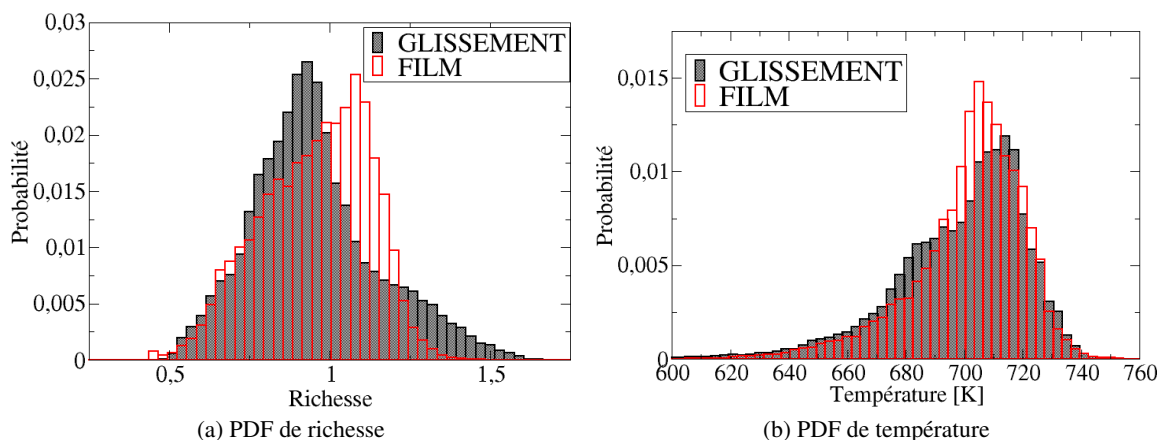 0,03
0,025
0,02
0,015
0,01
0,005
0
Probabilité
GLISSEMENT
FILM
0,5
1
1,5
Richesse
(a) PDF de richesse
0,015
0,01
0,005
0
Probabilité
GLISSEMENT
FILM
600
620
640
660
680
700
720
740
760
Température [K]
(b) PDF de température